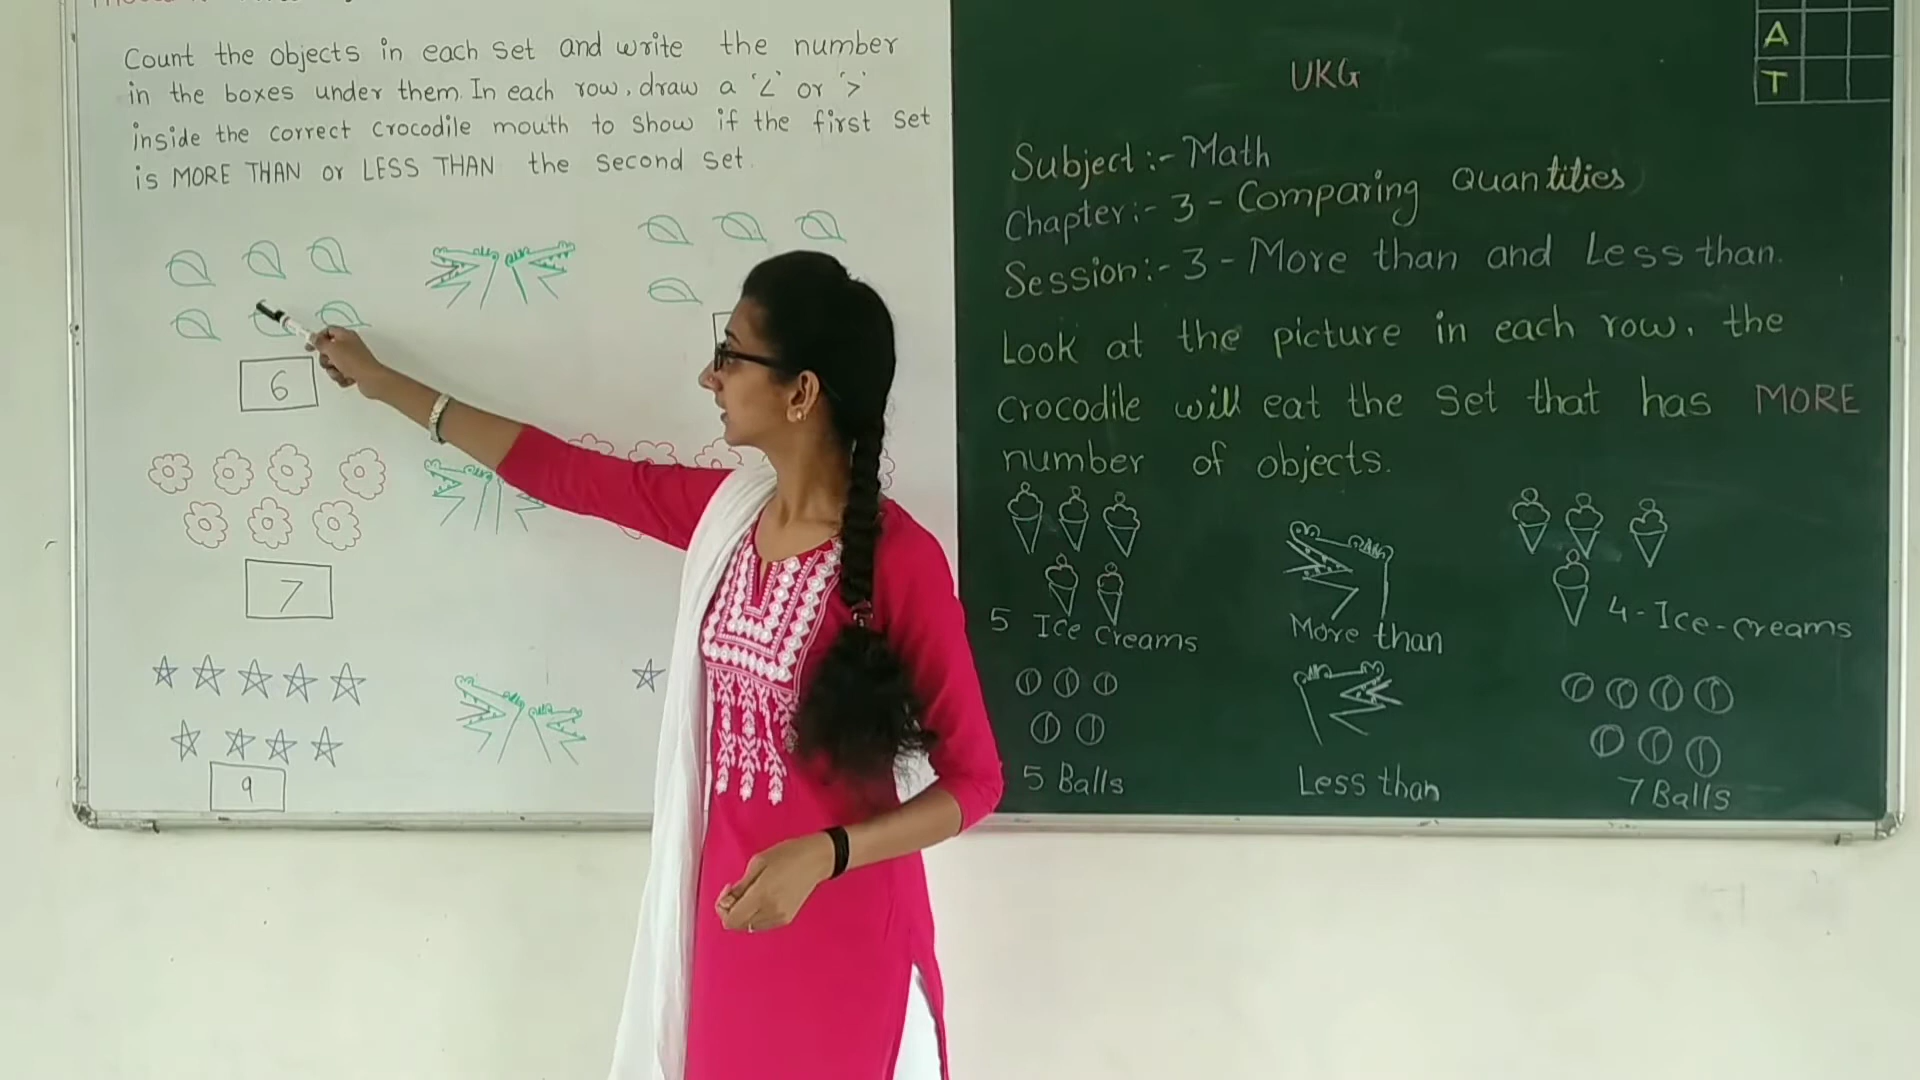 Count the objects in each set and write the number
in the boxes under them. In each row, draw a '<' or '>'
inside the correct crocodile mouth to show if the first set
is MORE THAN or LESS THAN the second set.
6
7
9
UKG
A
T
Subject:- Math
Chapter:- 3 - Comparing Quantities
Session:- 3 - More than and Less than.
Look at the picture in each row, the
crocodile will eat the set that has MORE
number of objects.
5 Ice creams
More than
4-Ice-creams
5 Balls
Less than
7 Balls